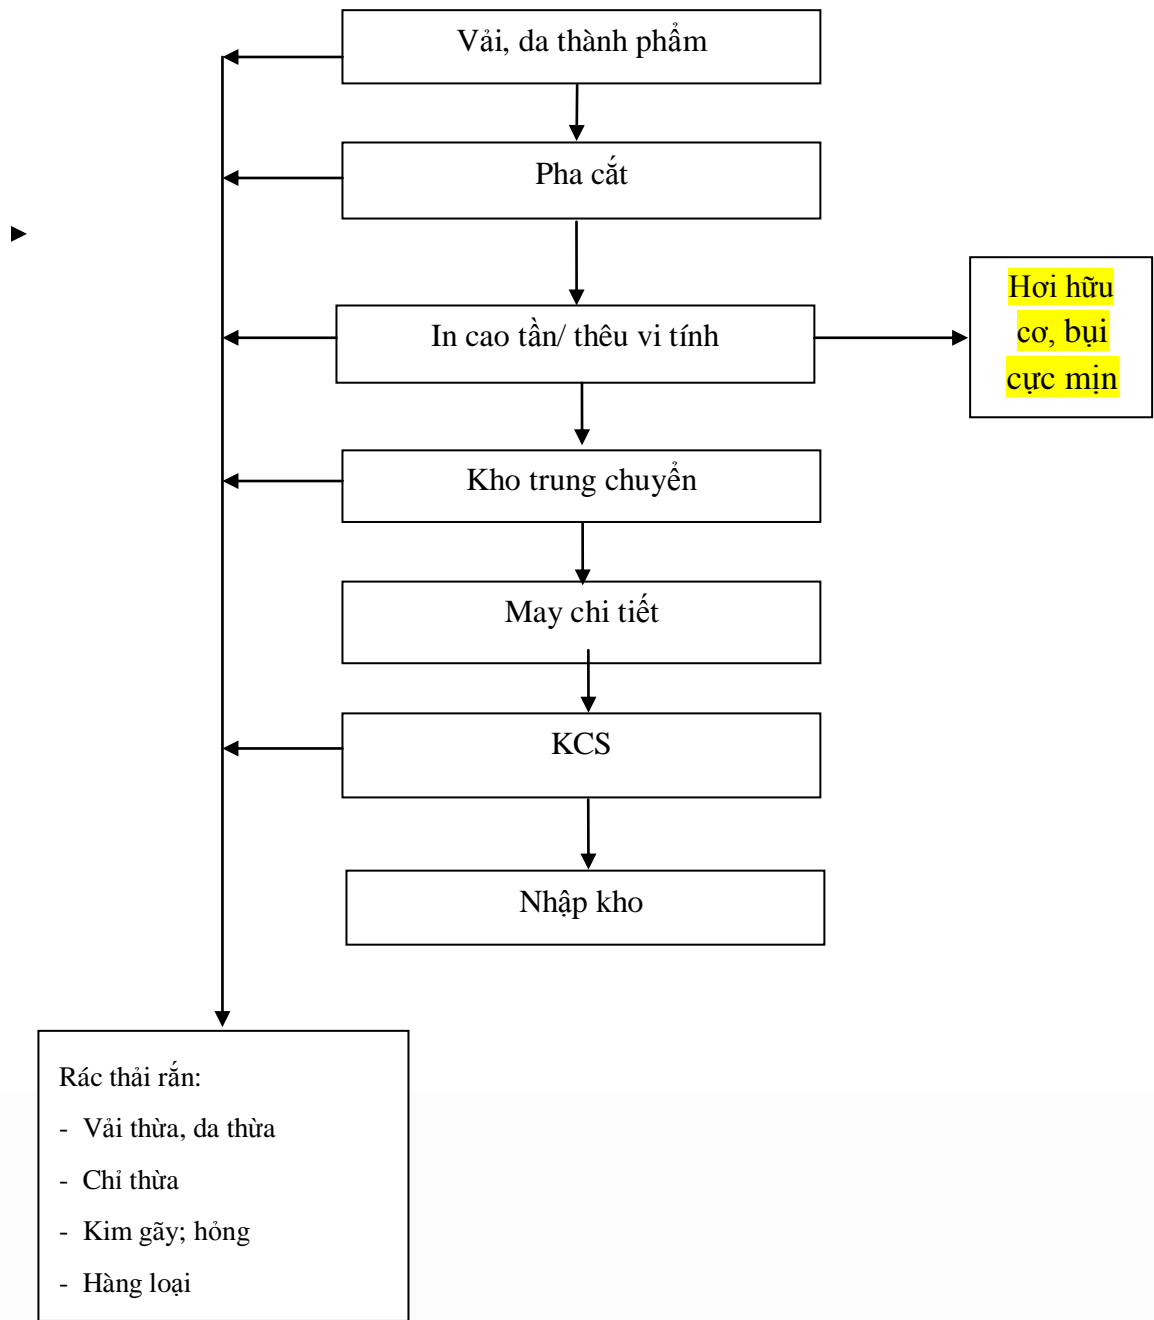 Vải, da thành phẩm
Pha cắt
In cao tần/ thêu vi tính
Hơi hữu
cơ, bụi
cực mịn
Kho trung chuyển
May chi tiết
KCS
Nhập kho
Rác thải rắn:
- Vải thừa, da thừa
- Chỉ thừa
- Kim gãy; hỏng
- Hàng loại